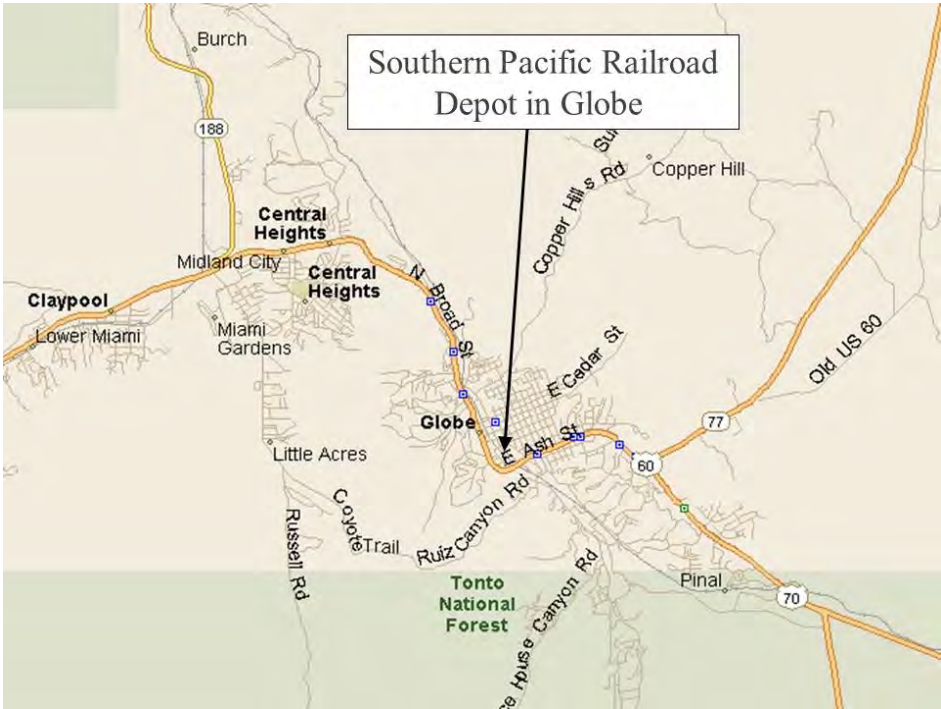 Burch
Southern Pacific Railroad
Depot in Globe
188
Copper Hill
Copper Hills Rd
Central
Heights
Midland City
Central
Heights
N Broad St
Claypool
Lower Miami
Miami
Gardens
E Cedar St
Old US 60
77
Globe
E Ash St
60
Little Acres
Coyote Trail
Ruiz Canyon Rd
Russell Rd
Tonto
National
Forest
House Canyon Rd
Pinal
70